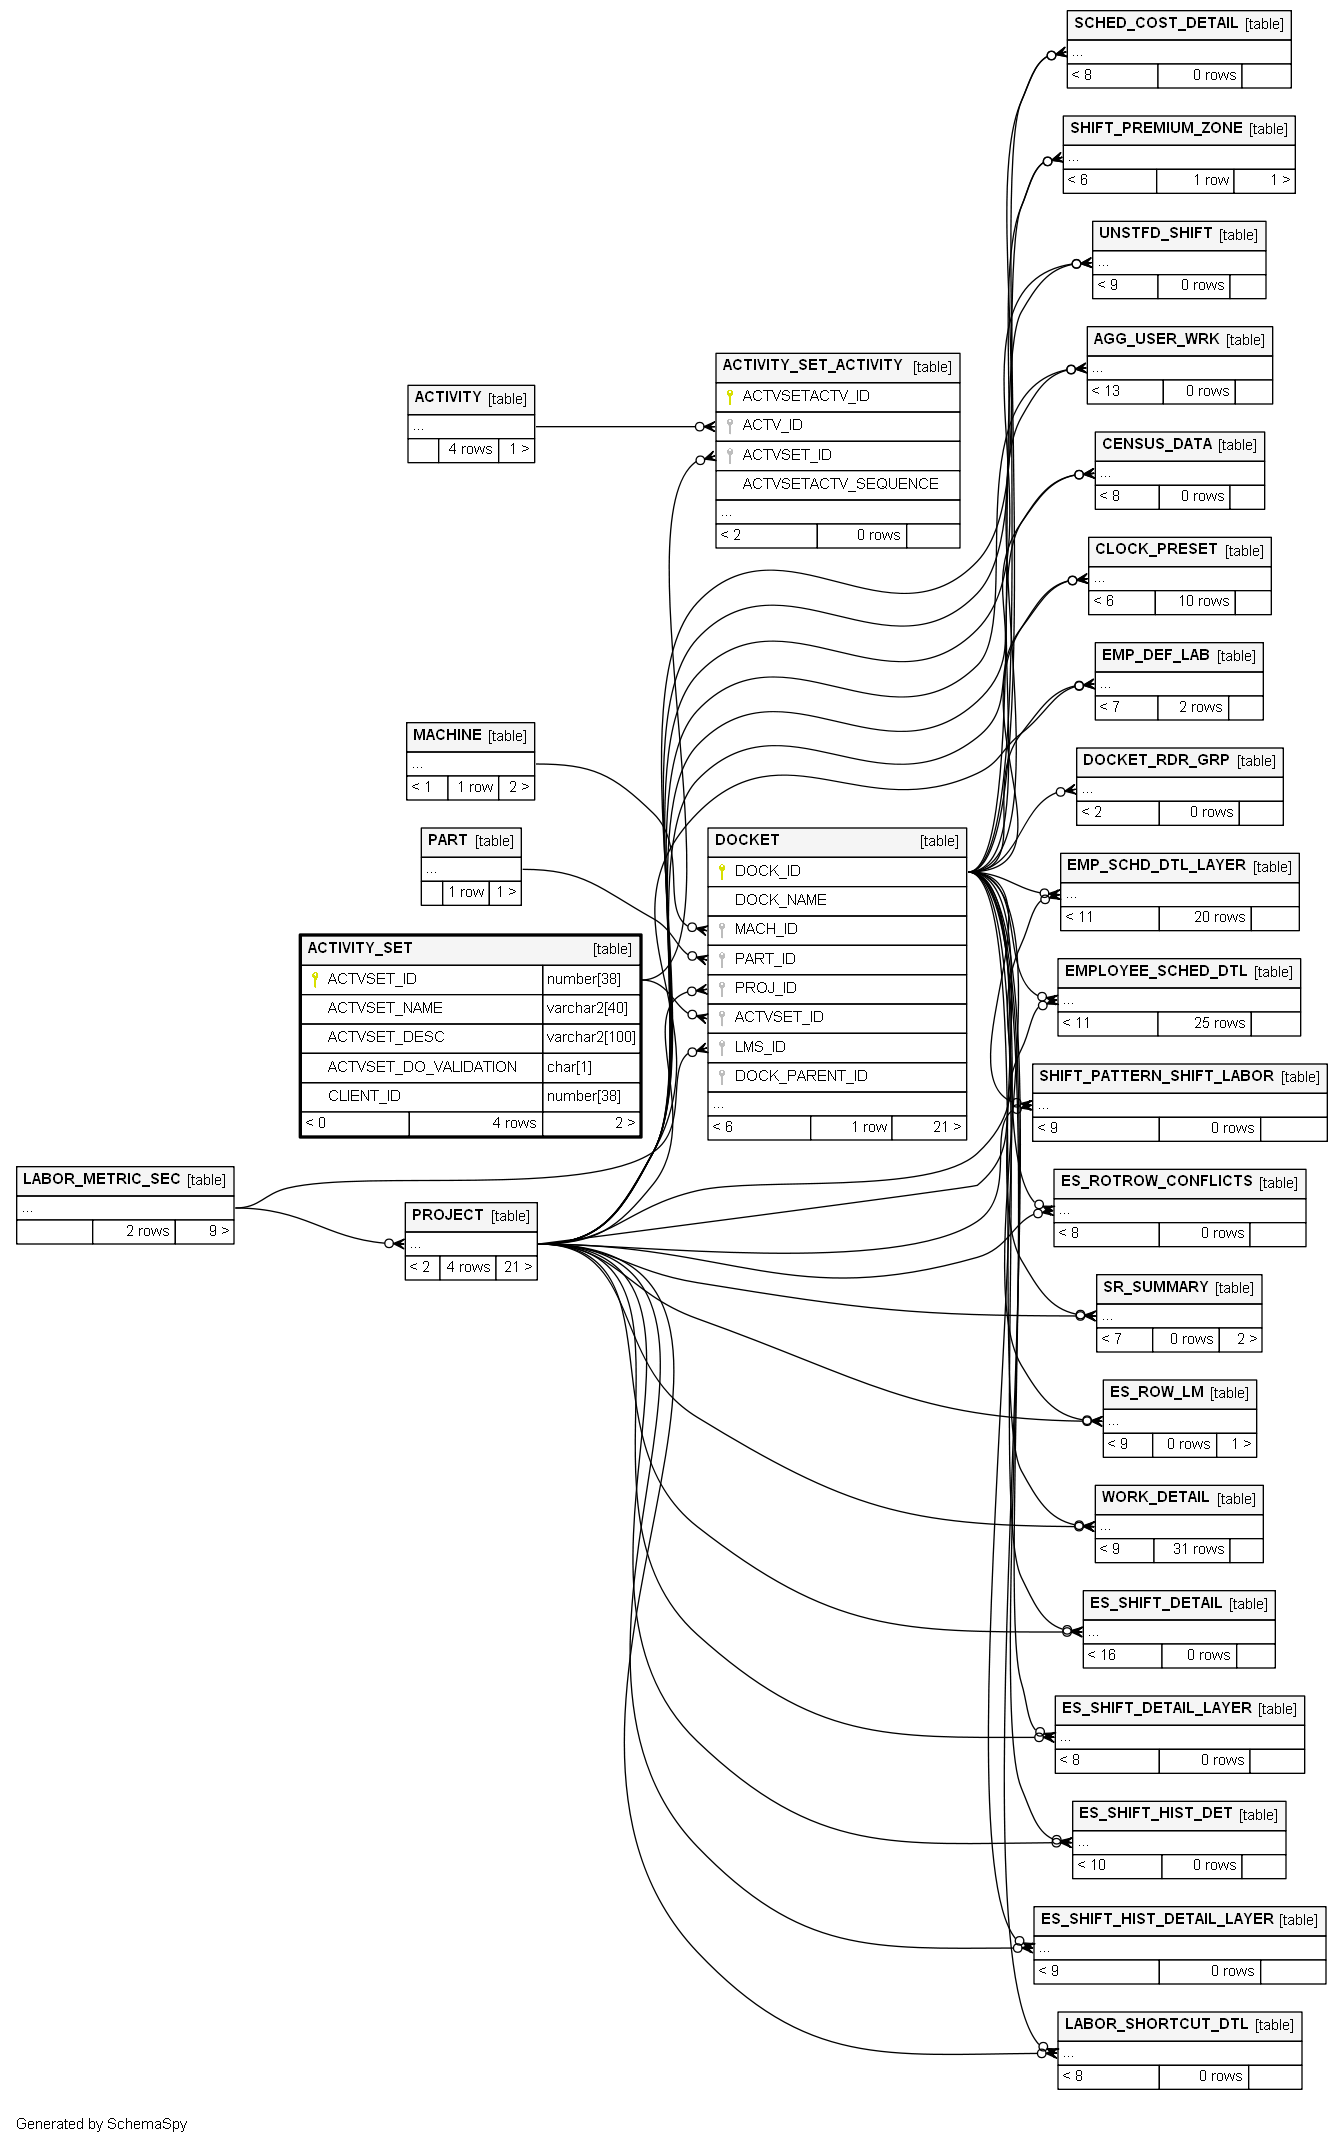 SCHED_COST_DETAIL [table]
...
< 8 0 rows
SHIFT_PREMIUM_ZONE [table]
...
< 6 1 row 1 >
UNSTFD_SHIFT [table]
...
< 9 0 rows
AGG_USER_WRK [table]
...
< 13 0 rows
CENSUS_DATA [table]
...
< 8 0 rows
CLOCK_PRESET [table]
...
< 6 10 rows
EMP_DEF_LAB [table]
...
< 7 2 rows
DOCKET_RDR_GRP [table]
...
< 2 0 rows
EMP_SCHD_DTL_LAYER [table]
...
< 11 20 rows
EMPLOYEE_SCHED_DTL [table]
...
< 11 25 rows
SHIFT_PATTERN_SHIFT_LABOR [table]
...
< 9 0 rows
ES_ROTROW_CONFLICTS [table]
...
< 8 0 rows
SR_SUMMARY [table]
...
< 7 0 rows 2 >
ES_ROW_LM [table]
...
< 9 0 rows 1 >
WORK_DETAIL [table]
...
< 9 31 rows
ES_SHIFT_DETAIL [table]
...
< 16 0 rows
ES_SHIFT_DETAIL_LAYER [table]
...
< 8 0 rows
ES_SHIFT_HIST_DET [table]
...
< 10 0 rows
ES_SHIFT_HIST_DETAIL_LAYER [table]
...
< 9 0 rows
LABOR_SHORTCUT_DTL [table]
...
< 8 0 rows
ACTIVITY_SET_ACTIVITY [table]
ACTVSETACTV_ID
ACTV_ID
ACTVSET_ID
ACTVSETACTV_SEQUENCE
...
< 2 0 rows
ACTIVITY [table]
...
4 rows 1 >
MACHINE [table]
...
< 1 1 row 2 >
PART [table]
...
1 row 1 >
DOCKET [table]
DOCK_ID
DOCK_NAME
MACH_ID
PART_ID
PROJ_ID
ACTVSET_ID
LMS_ID
DOCK_PARENT_ID
...
< 6 1 row 21 >
ACTIVITY_SET [table]
ACTVSET_ID number[38]
ACTVSET_NAME varchar2[40]
ACTVSET_DESC varchar2[100]
ACTVSET_DO_VALIDATION char[1]
CLIENT_ID number[38]
< 0 4 rows 2 >
LABOR_METRIC_SEC [table]
...
2 rows 9 >
PROJECT [table]
...
< 2 4 rows 21 >
Generated by SchemaSpy